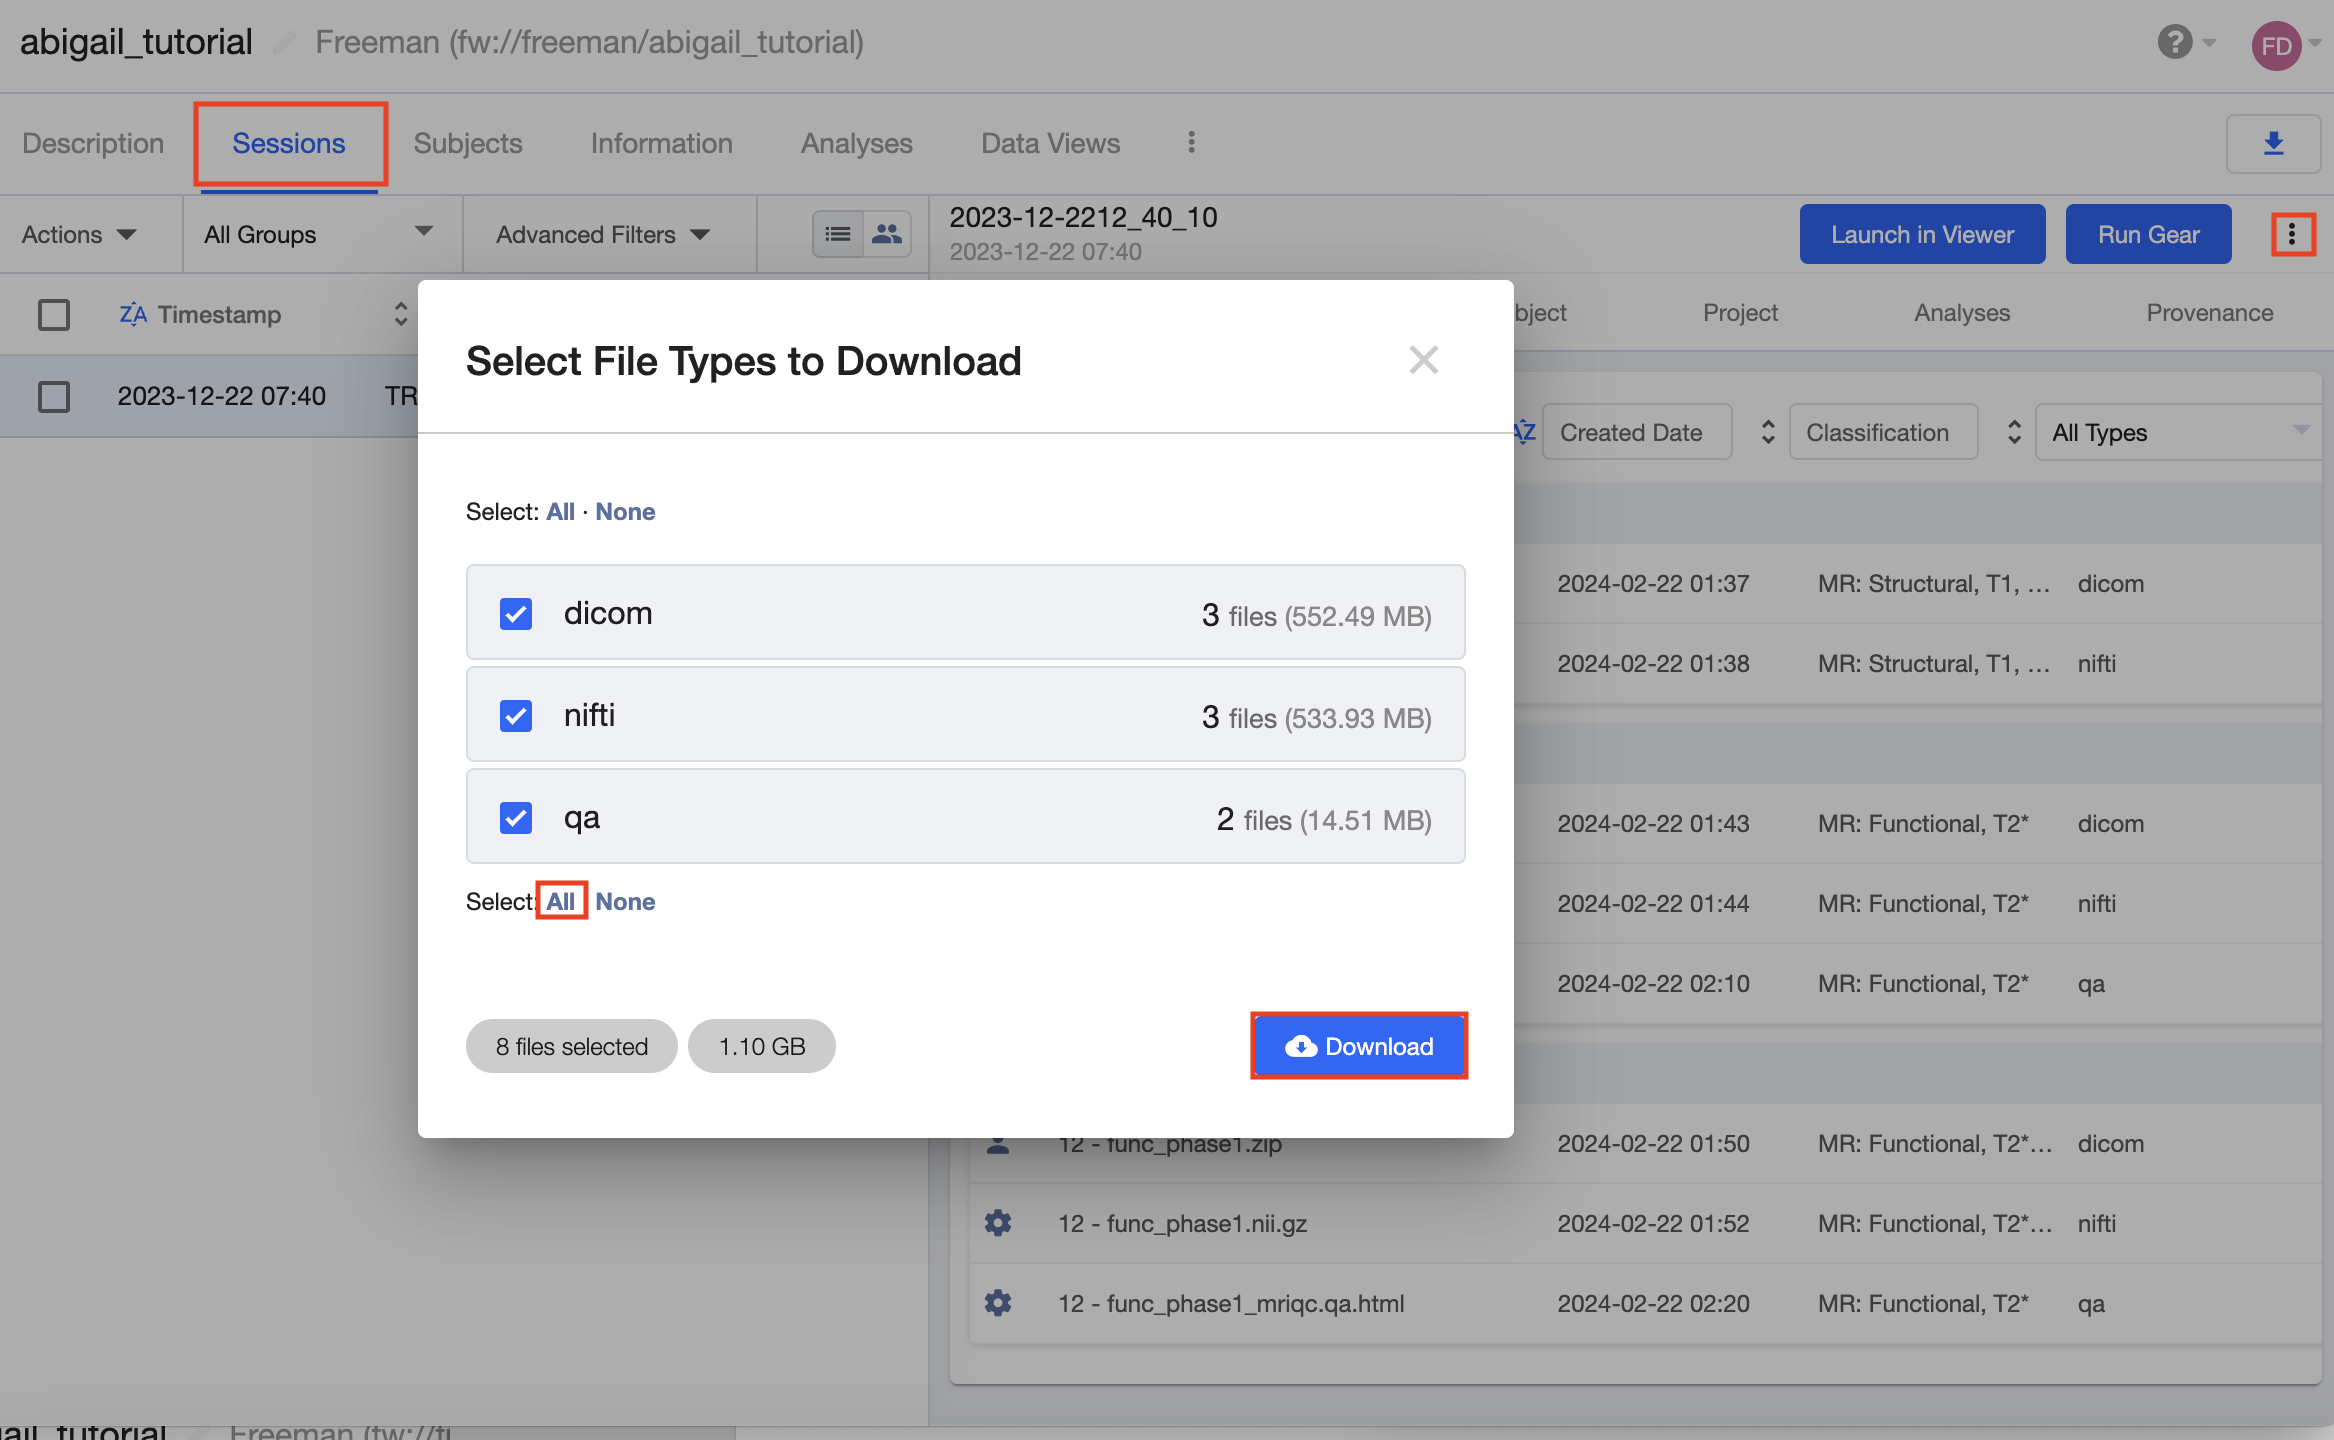 abigail_tutorial Freeman (fw://freeman/abigail_tutorial) ? FD
Description Sessions Subjects Information Analyses Data Views
Actions All Groups Advanced Filters
2023-12-2212_40_10
2023-12-22 07:40
Launch in Viewer Run Gear
ZA Timestamp
bject Project Analyses Provenance
2023-12-22 07:40 TR
Select File Types to Download
AZ Created Date Classification All Types
Select: All · None
dicom 3 files (552.49 MB)
nifti 3 files (533.93 MB)
qa 2 files (14.51 MB)
Select: All None
8 files selected 1.10 GB Download
2024-02-22 01:37 MR: Structural, T1, ... dicom
2024-02-22 01:38 MR: Structural, T1, ... nifti
2024-02-22 01:43 MR: Functional, T2* dicom
2024-02-22 01:44 MR: Functional, T2* nifti
2024-02-22 02:10 MR: Functional, T2* qa
12 - func_phase1.zip 2024-02-22 01:50 MR: Functional, T2*... dicom
12 - func_phase1.nii.gz 2024-02-22 01:52 MR: Functional, T2*... nifti
12 - func_phase1_mriqc.qa.html 2024-02-22 02:20 MR: Functional, T2* qa
gail_tutorial Freeman (fw://f